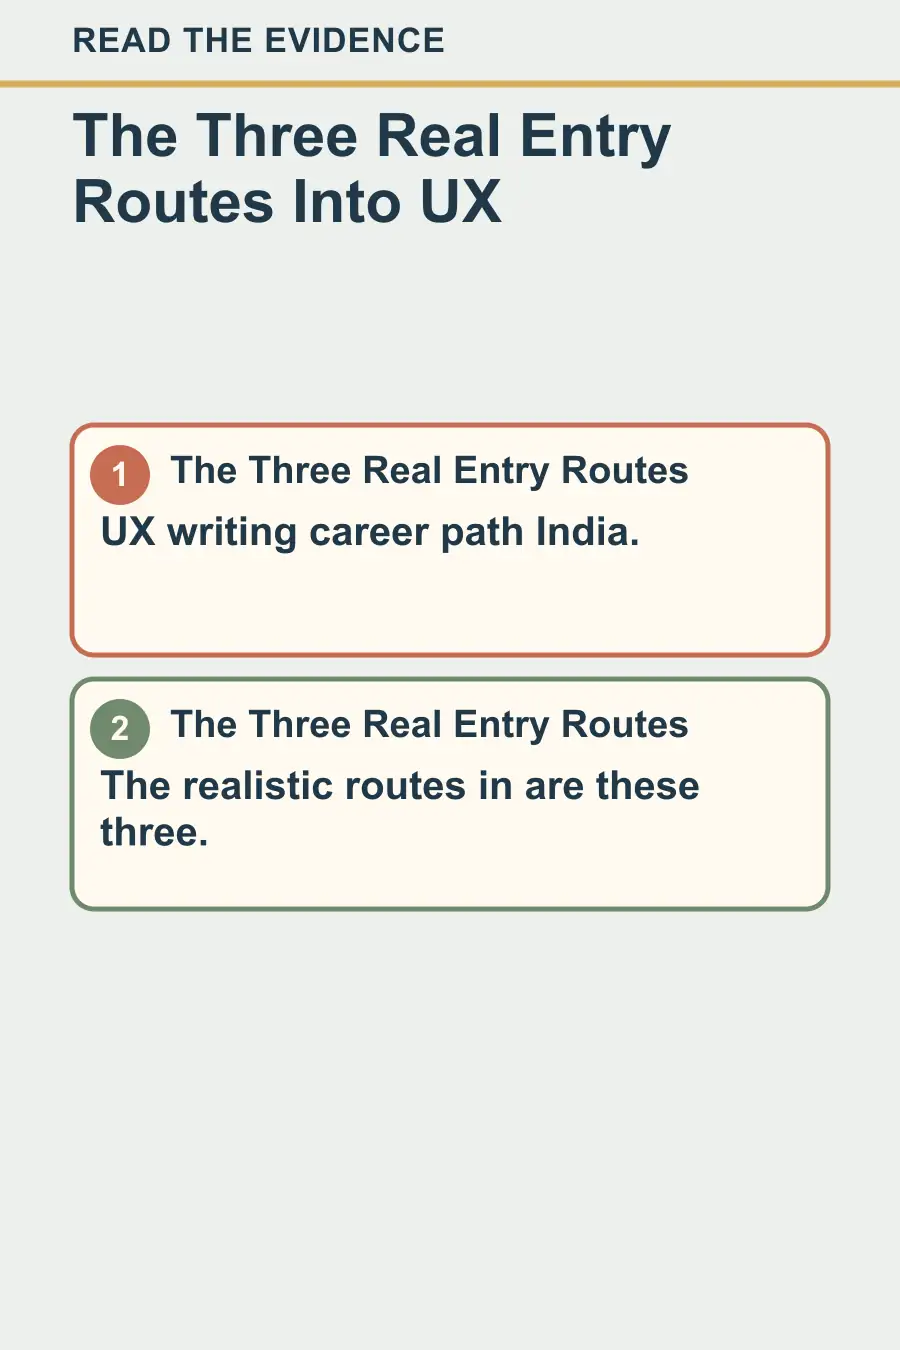 READ THE EVIDENCE
The Three Real Entry
Routes Into UX
1 The Three Real Entry Routes
UX writing career path India.
2 The Three Real Entry Routes
The realistic routes in are these
three.